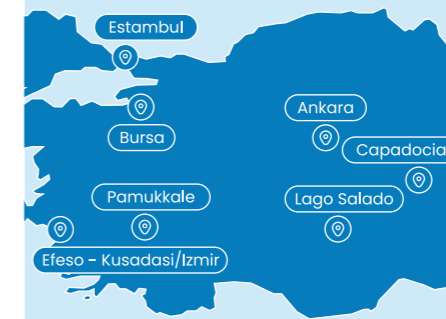 Estambul
Bursa
Ankara
Capadocia
Pamukkale
Lago Salado
Efeso - Kusadasi/Izmir